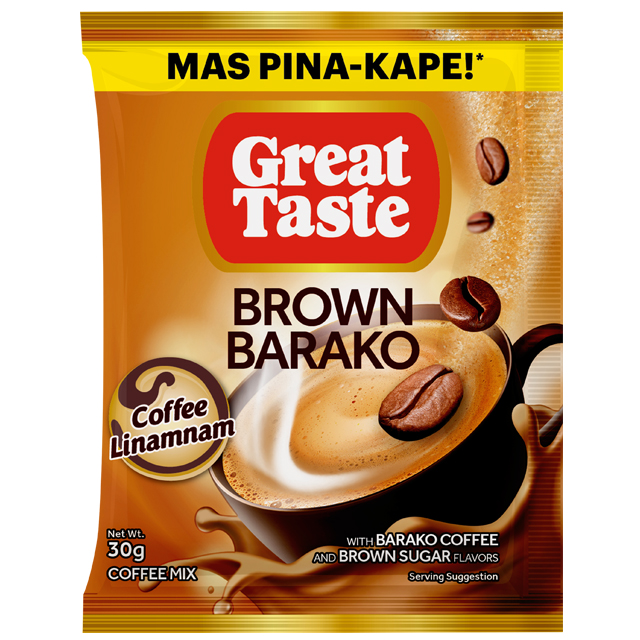 MAS PINA-KAPE!*
Great
Taste
BROWN
BARAKO
Coffee
Linamnam
Net Wt.
30g
COFFEE MIX
WITH BARAKO COFFEE
AND BROWN SUGAR FLAVORS
Serving Suggestion